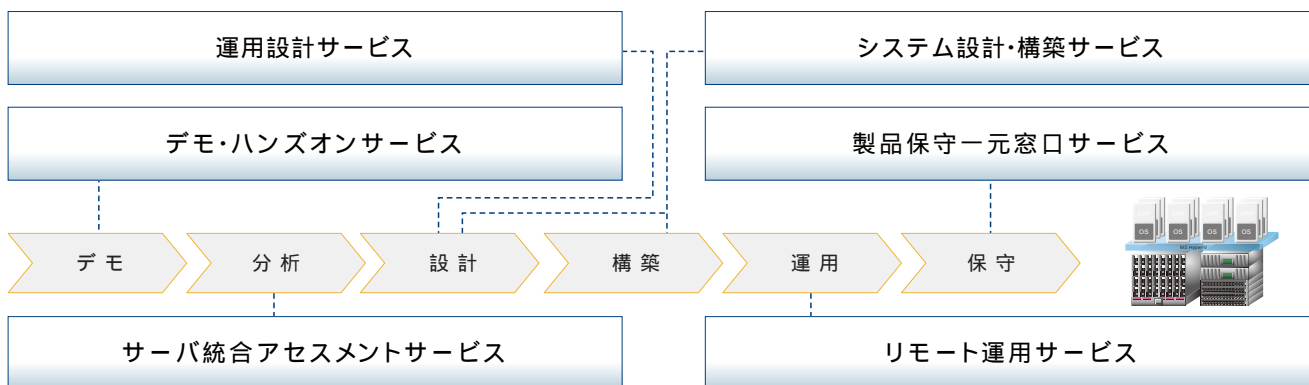 運用設計サービス
システム設計・構築サービス
デモ・ハンズオンサービス
製品保守一元窓口サービス
デモ
分析
設計
構築
運用
保守
OS
OS
OS
OS
MS Hyper-V
サーバ統合アセスメントサービス
リモート運用サービス